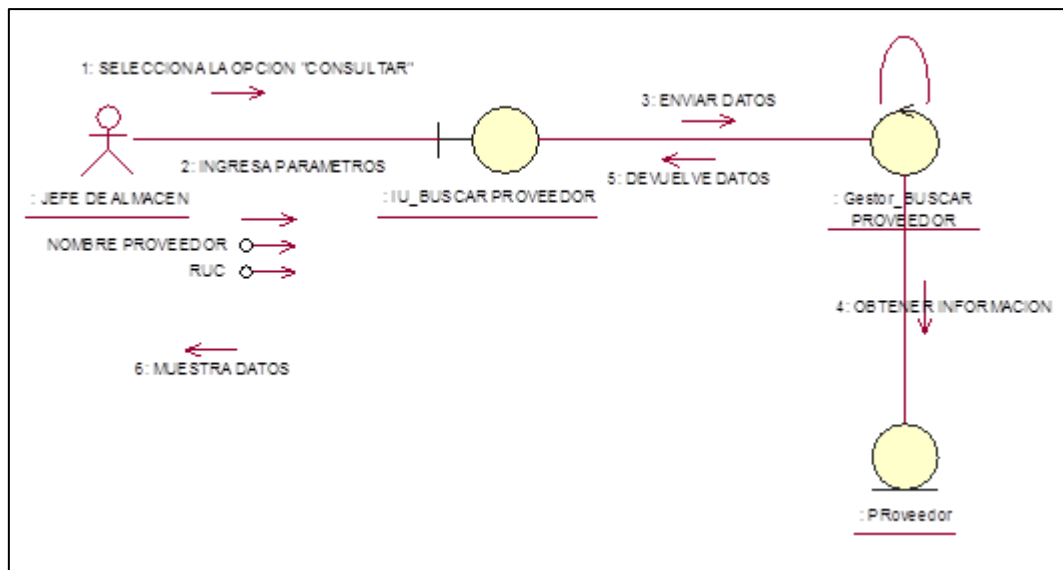 1: SELECCIONA LA OPCION "CONSULTAR"
3: ENVIAR DATOS
2: INGRESA PARAMETROS
5: DEVUELVE DATOS
: JEFE DE ALMACEN
: IU_BUSCAR PROVEEDOR
: Gestor_BUSCAR
PROVEEDOR
NOMBRE PROVEEDOR
RUC
4: OBTENER INFORMACION
6: MUESTRA DATOS
: PRoveedor